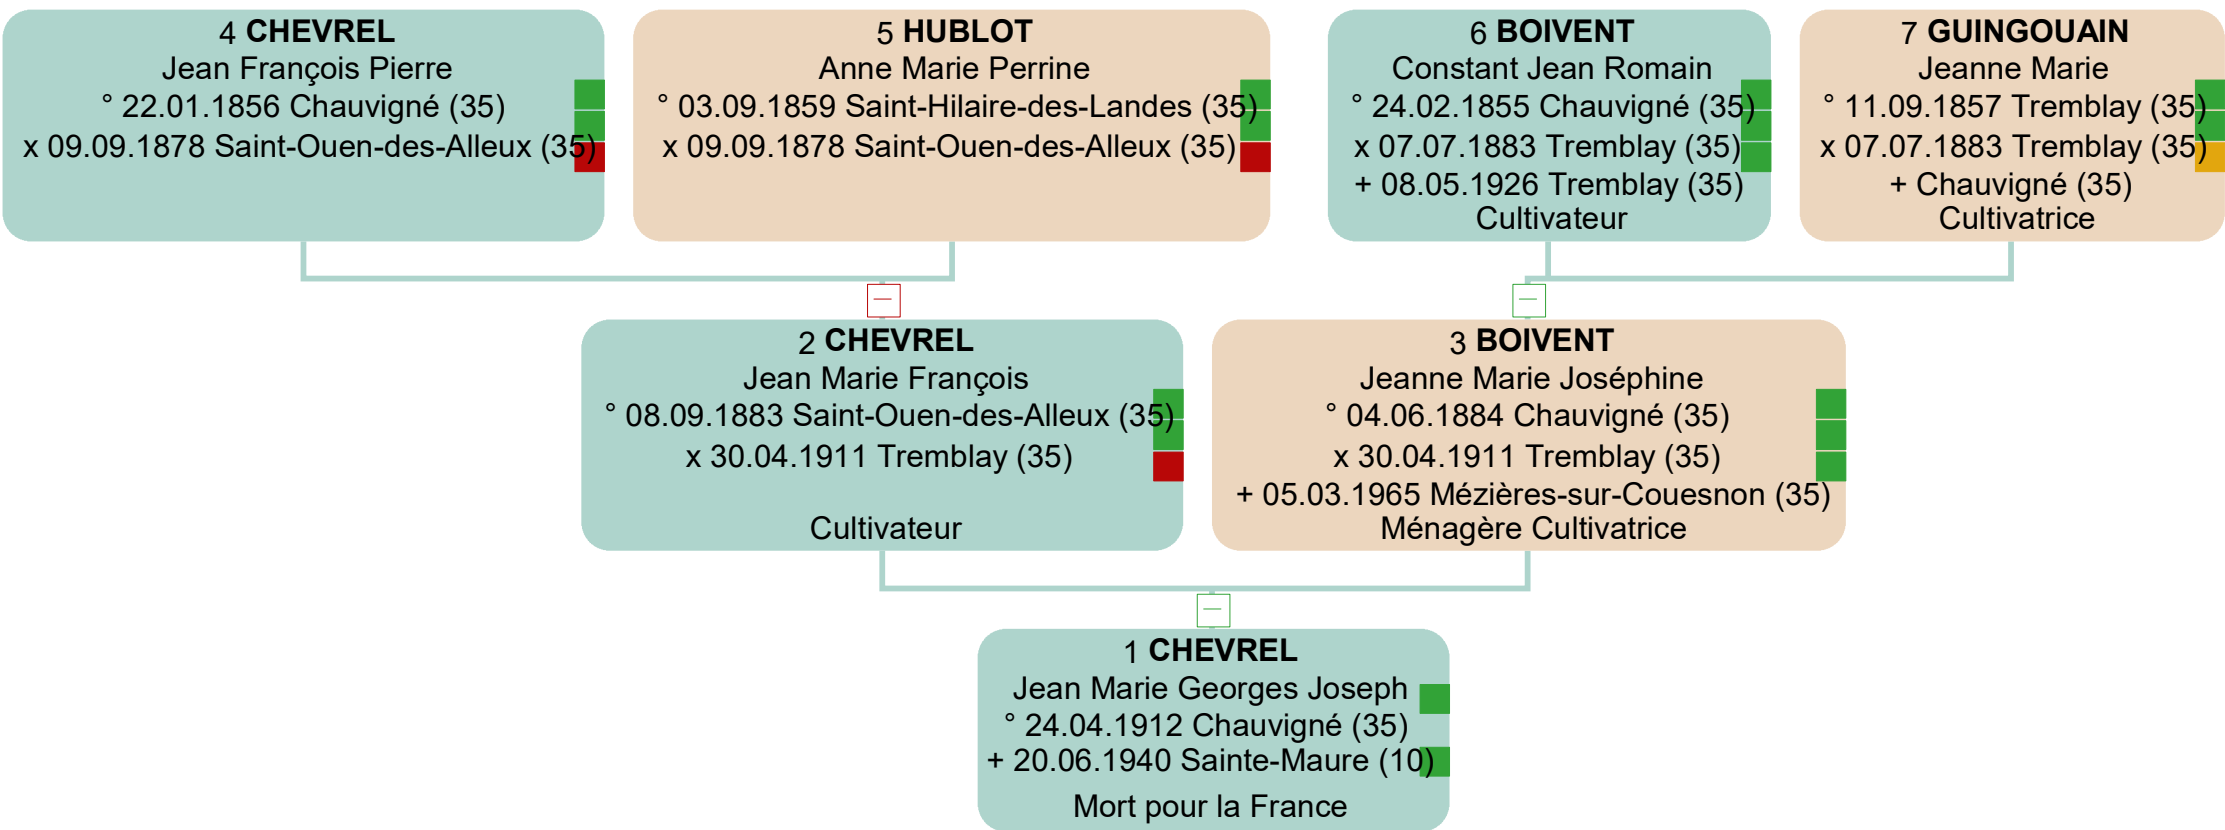 4 CHEVREL
Jean François Pierre
° 22.01.1856 Chauvigné (35)
x 09.09.1878 Saint-Ouen-des-Alleux (35)
5 HUBLOT
Anne Marie Perrine
° 03.09.1859 Saint-Hilaire-des-Landes (35)
x 09.09.1878 Saint-Ouen-des-Alleux (35)
6 BOIVENT
Constant Jean Romain
° 24.02.1855 Chauvigné (35)
x 07.07.1883 Tremblay (35)
+ 08.05.1926 Tremblay (35)
Cultivateur
7 GUINGOUAIN
Jeanne Marie
° 11.09.1857 Tremblay (35)
x 07.07.1883 Tremblay (35)
+ Chauvigné (35)
Cultivatrice
2 CHEVREL
Jean Marie François
° 08.09.1883 Saint-Ouen-des-Alleux (35)
x 30.04.1911 Tremblay (35)
Cultivateur
3 BOIVENT
Jeanne Marie Joséphine
° 04.06.1884 Chauvigné (35)
x 30.04.1911 Tremblay (35)
+ 05.03.1965 Mézières-sur-Couesnon (35)
Ménagère Cultivatrice
1 CHEVREL
Jean Marie Georges Joseph
° 24.04.1912 Chauvigné (35)
+ 20.06.1940 Sainte-Maure (10)
Mort pour la France